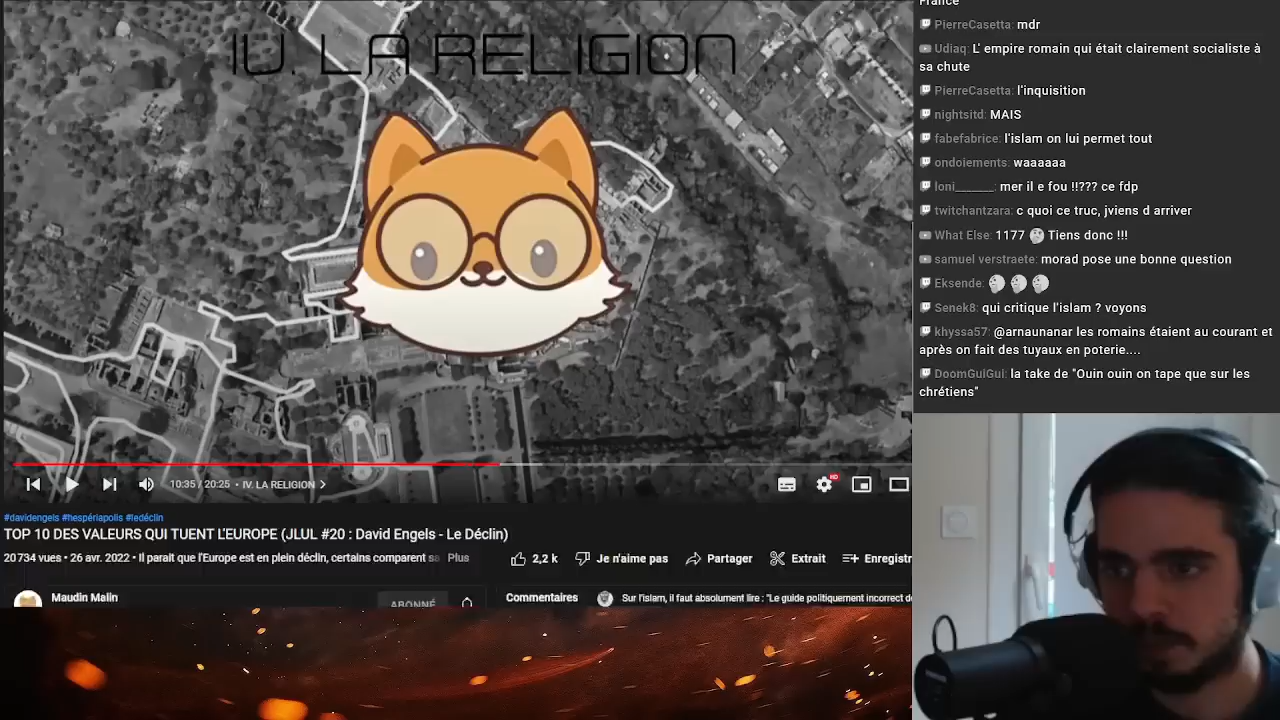 IV. LA RELIGION
10:35 / 20:25 • IV. LA RELIGION
HD
#davidengels #hespériapolis #ledéclin
TOP 10 DES VALEURS QUI TUENT L'EUROPE (JLUL #20 : David Engels - Le Déclin)
20 734 vues • 26 avr. 2022 • Il parait que l'Europe est en plein déclin, certains comparent sa Plus
2,2 k Je n'aime pas Partager Extrait Enregistr
Maudin Malin
ABONNÉ
Commentaires
Sur l'islam, il faut absolument lire : "Le guide politiquement incorrect de
France
PierreCasetta: mdr
Udiaq: L' empire romain qui était clairement socialiste à
sa chute
PierreCasetta: l'inquisition
nightsitd: MAIS
fabefabrice: l'islam on lui permet tout
ondoiements: waaaaaa
loni_______: mer il e fou !!??? ce fdp
twitchantzara: c quoi ce truc, jviens d arriver
What Else: 1177 🤔 Tiens donc !!!
samuel verstraete: morad pose une bonne question
Eksende:
Senek8: qui critique l'islam ? voyons
khyssa57: @arnaunanar les romains étaient au courant et
après on fait des tuyaux en poterie....
DoomGuiGui: la take de "Ouin ouin on tape que sur les
chrétiens"